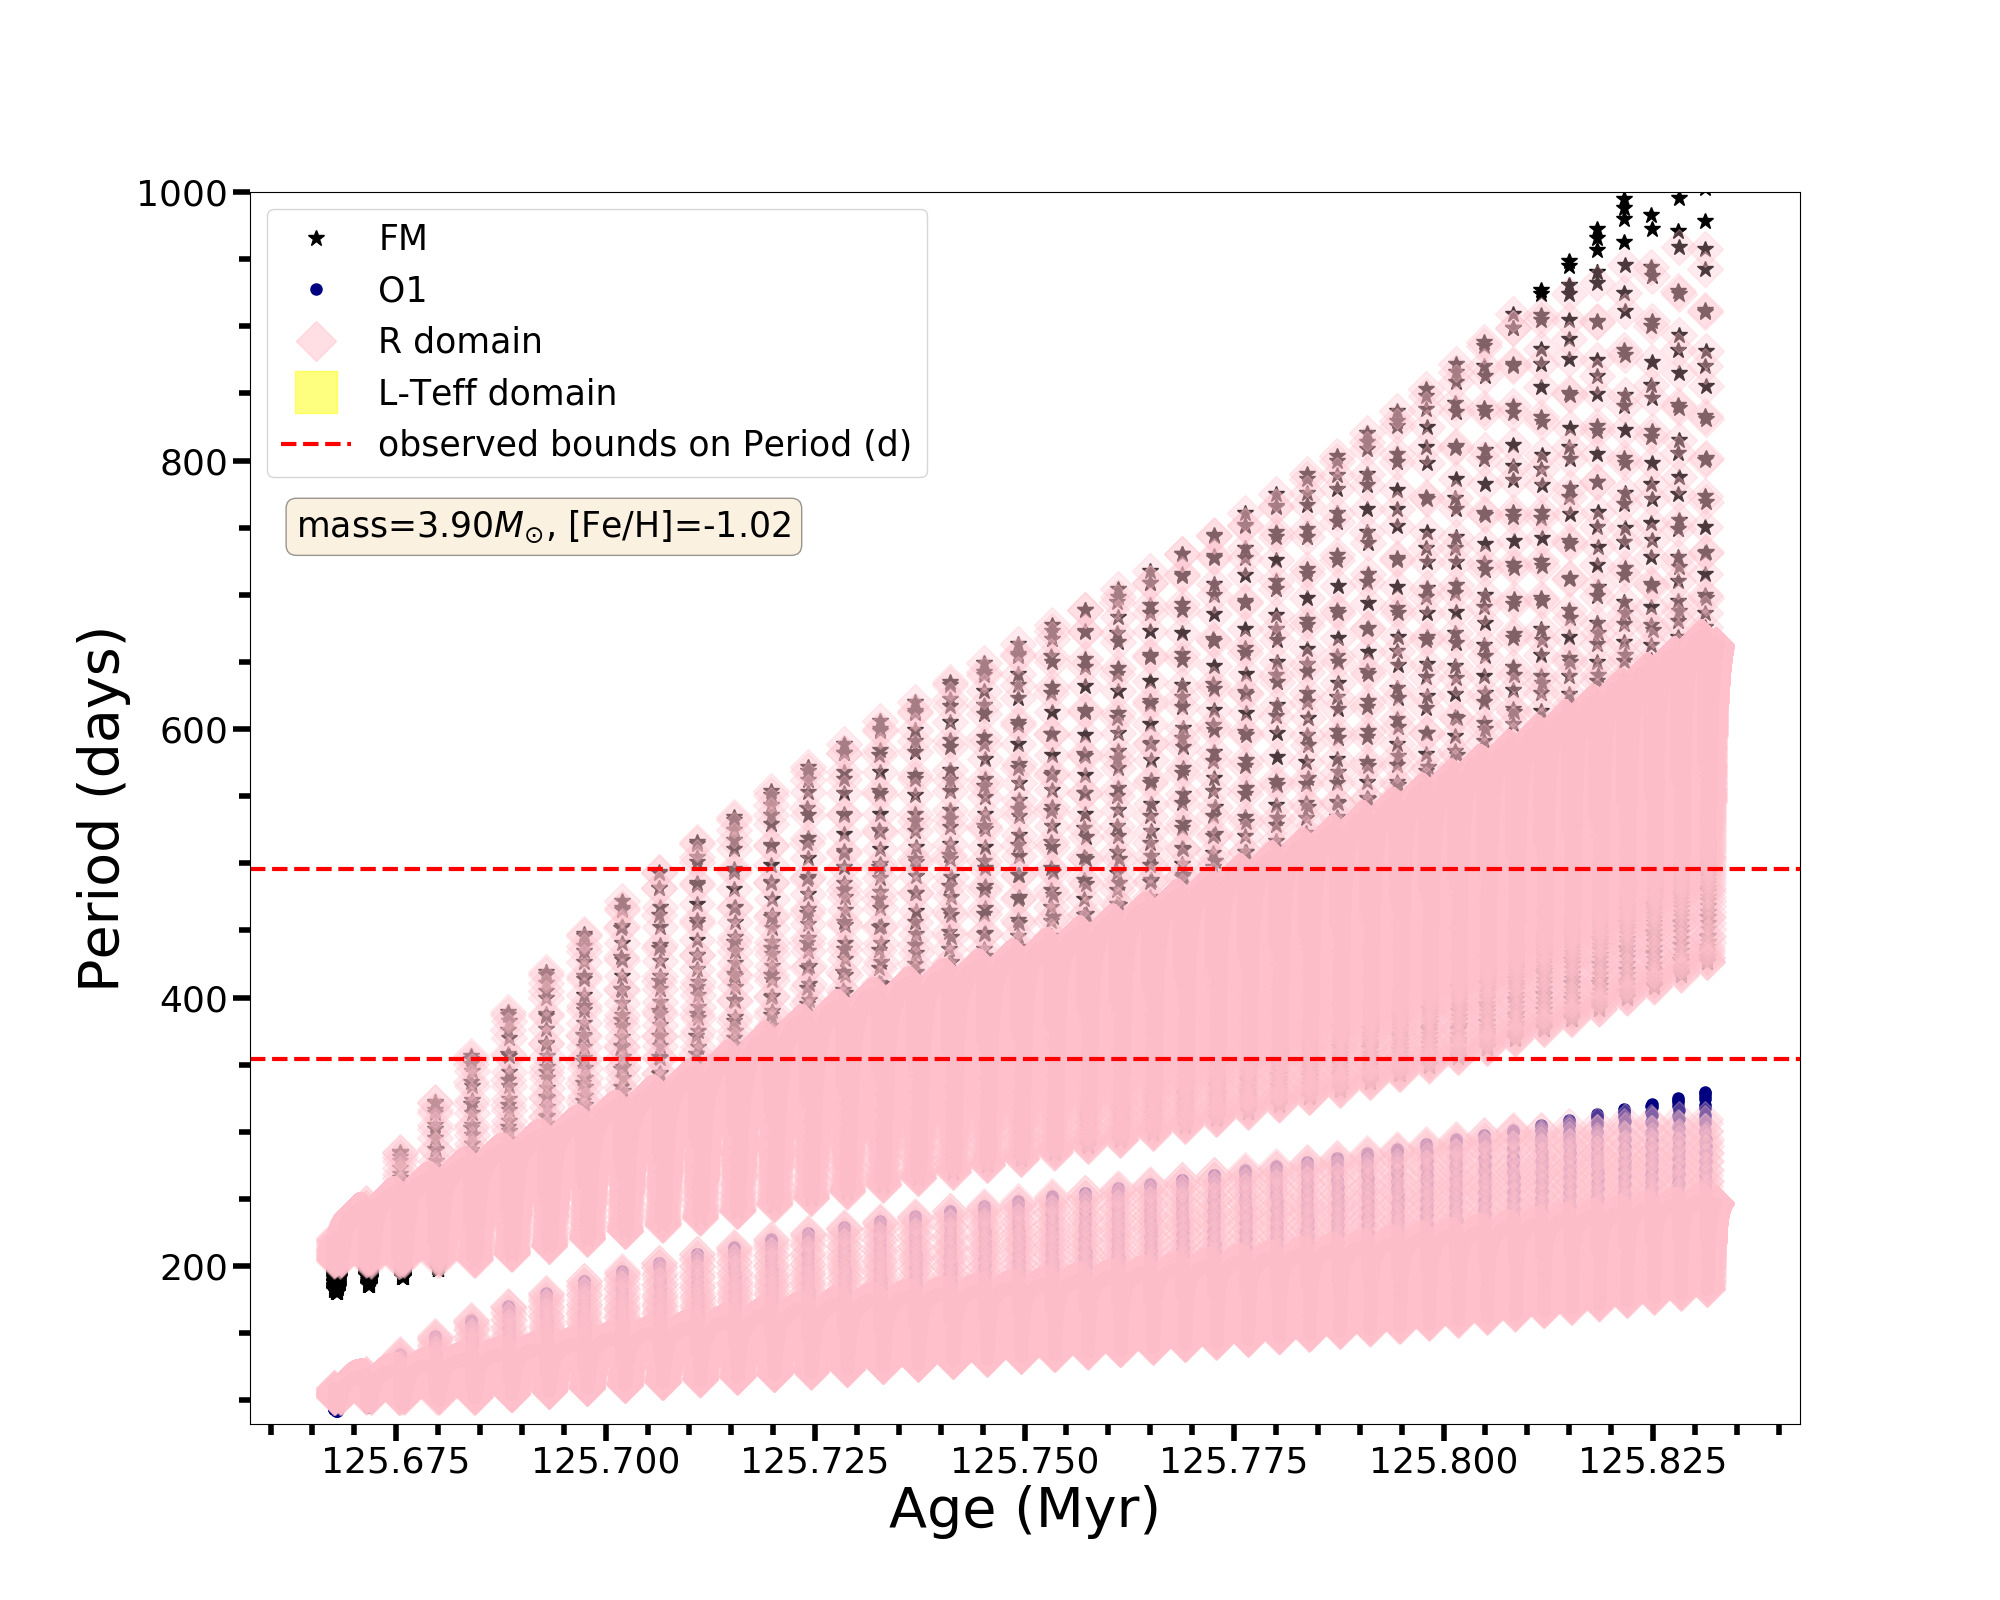 1000
800
600
400
200
Period (days)
FM
O1
R domain
L-Teff domain
observed bounds on Period (d)
mass=3.90M⊙, [Fe/H]=-1.02
125.675 125.700 125.725 125.750 125.775 125.800 125.825
Age (Myr)